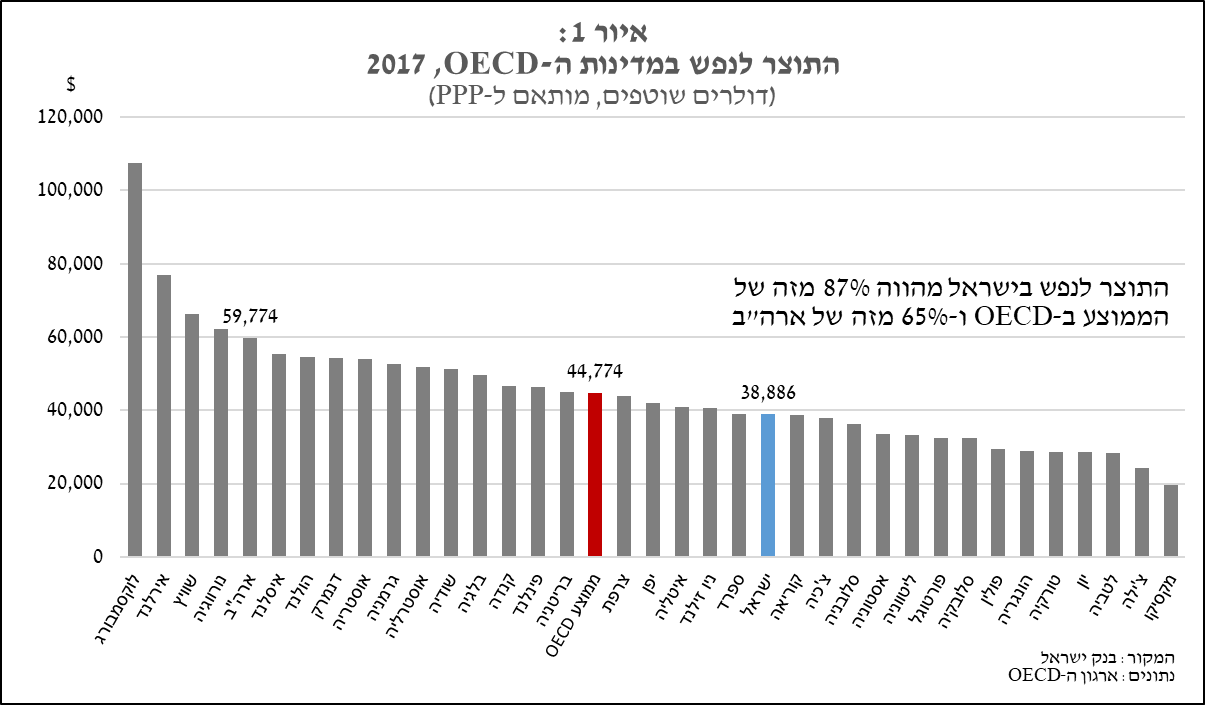 איור 1:
התוצר לנפש במדינות ה-OECD, 2017
(דולרים שוטפים, מותאם ל-PPP)
$
120,000
100,000
80,000
60,000
40,000
20,000
0
התוצר לנפש בישראל מהווה 87% מזה של
הממוצע ב-OECD ו-65% מזה של ארה"ב
59,774
44,774
38,886
לוקסמבורג
אירלנד
שוויץ
נורווגיה
ארה"ב
איסלנד
הולנד
דנמרק
אוסטריה
גרמניה
אוסטרליה
שודיה
בלגיה
קנדה
פינלנד
בריטניה
ממוצע OECD
צרפת
יפן
איטליה
ניו זילנד
ספרד
ישראל
קוריאה
צ'כיה
סלובניה
אסטוניה
ליטווניה
פורטוגל
סלובקיה
פולין
הונגריה
טורקיה
יוון
לטביה
צ'ילה
מקסיקו
המקור: בנק ישראל
נתונים: ארגון ה-OECD